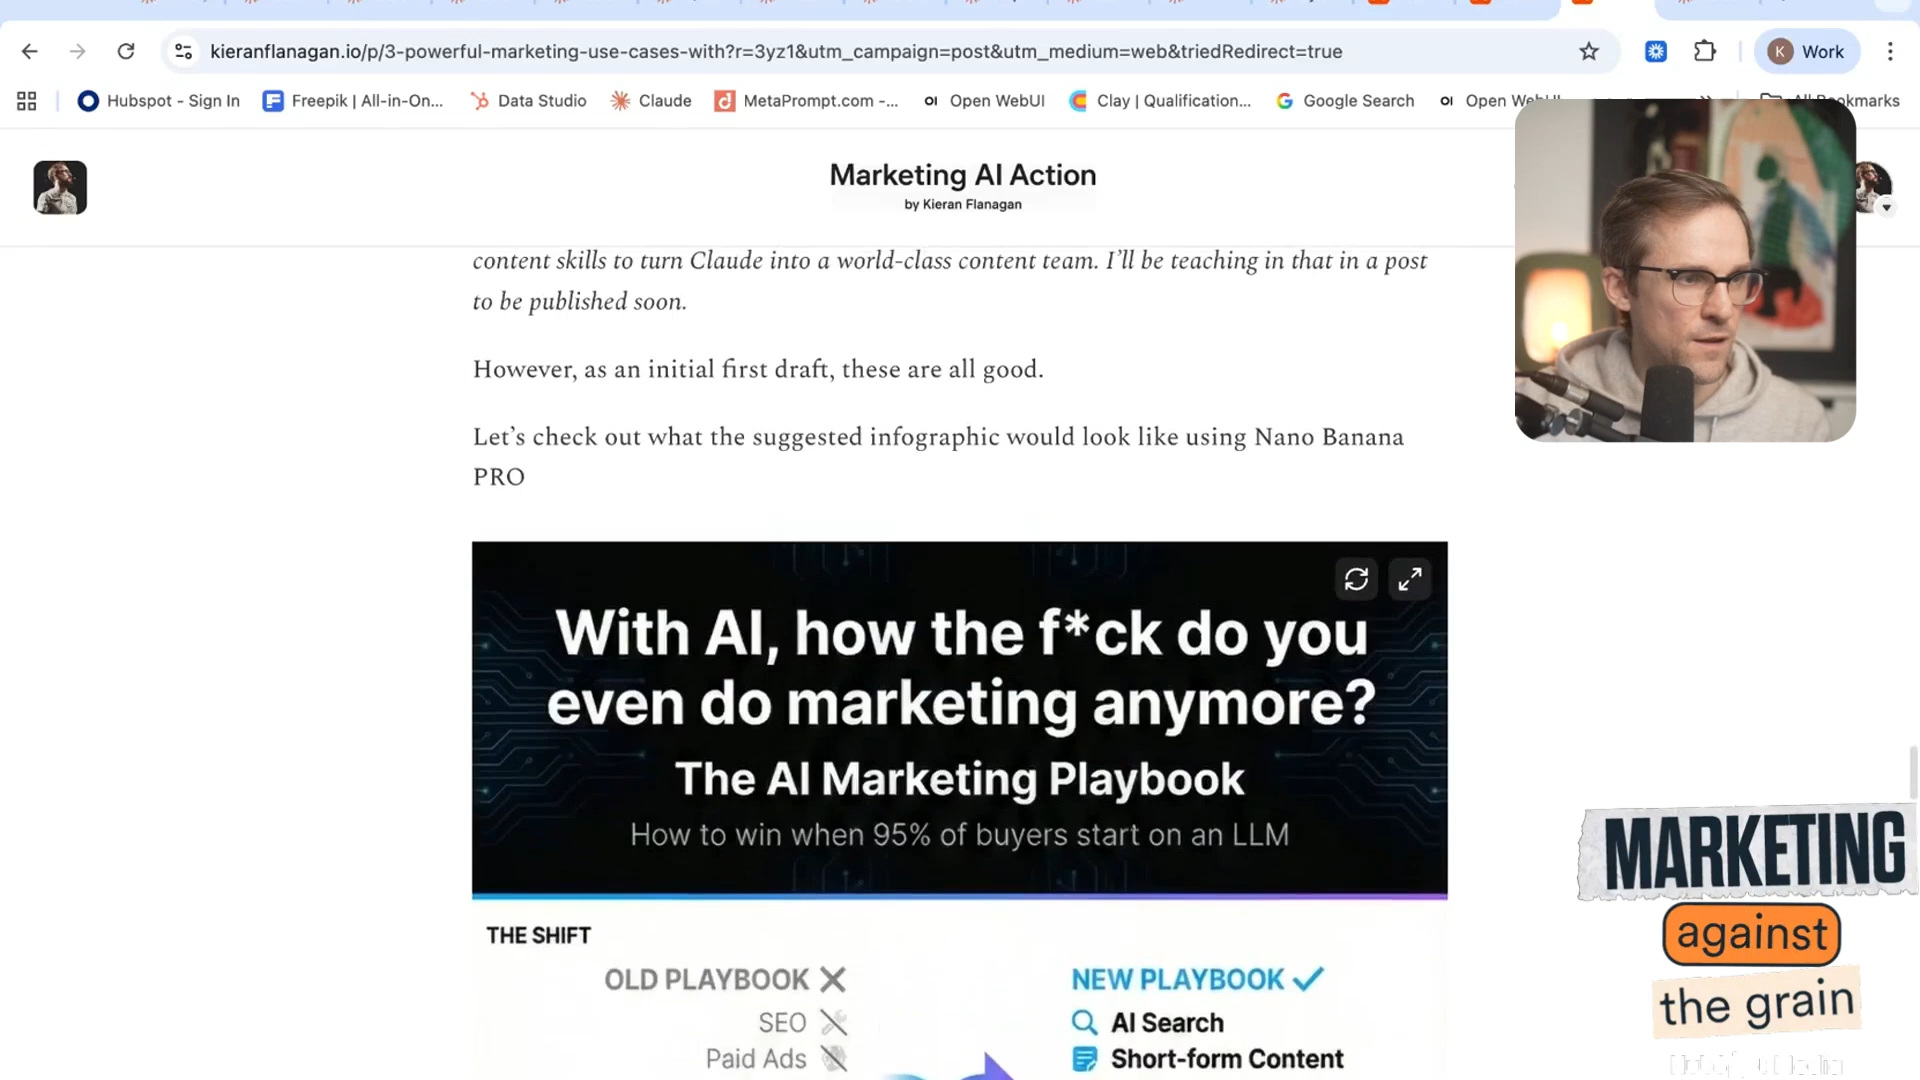 kieranflanagan.io/p/3-powerful-marketing-use-cases-with?r=3yz1&utm_campaign=post&utm_medium=web&triedRedirect=true
K Work
Hubspot - Sign In
Freepik | All-in-On...
Data Studio
Claude
MetaPrompt.com -...
OI Open WebUI
Clay | Qualification...
Google Search
OI Open WebUI
All Bookmarks
Marketing AI Action
by Kieran Flanagan
content skills to turn Claude into a world-class content team. I’ll be teaching in that in a post
to be published soon.
However, as an initial first draft, these are all good.
Let’s check out what the suggested infographic would look like using Nano Banana
PRO
With AI, how the f*ck do you
even do marketing anymore?
The AI Marketing Playbook
How to win when 95% of buyers start on an LLM
THE SHIFT
OLD PLAYBOOK
SEO
Paid Ads
NEW PLAYBOOK
AI Search
Short-form Content
MARKETING
against
the grain